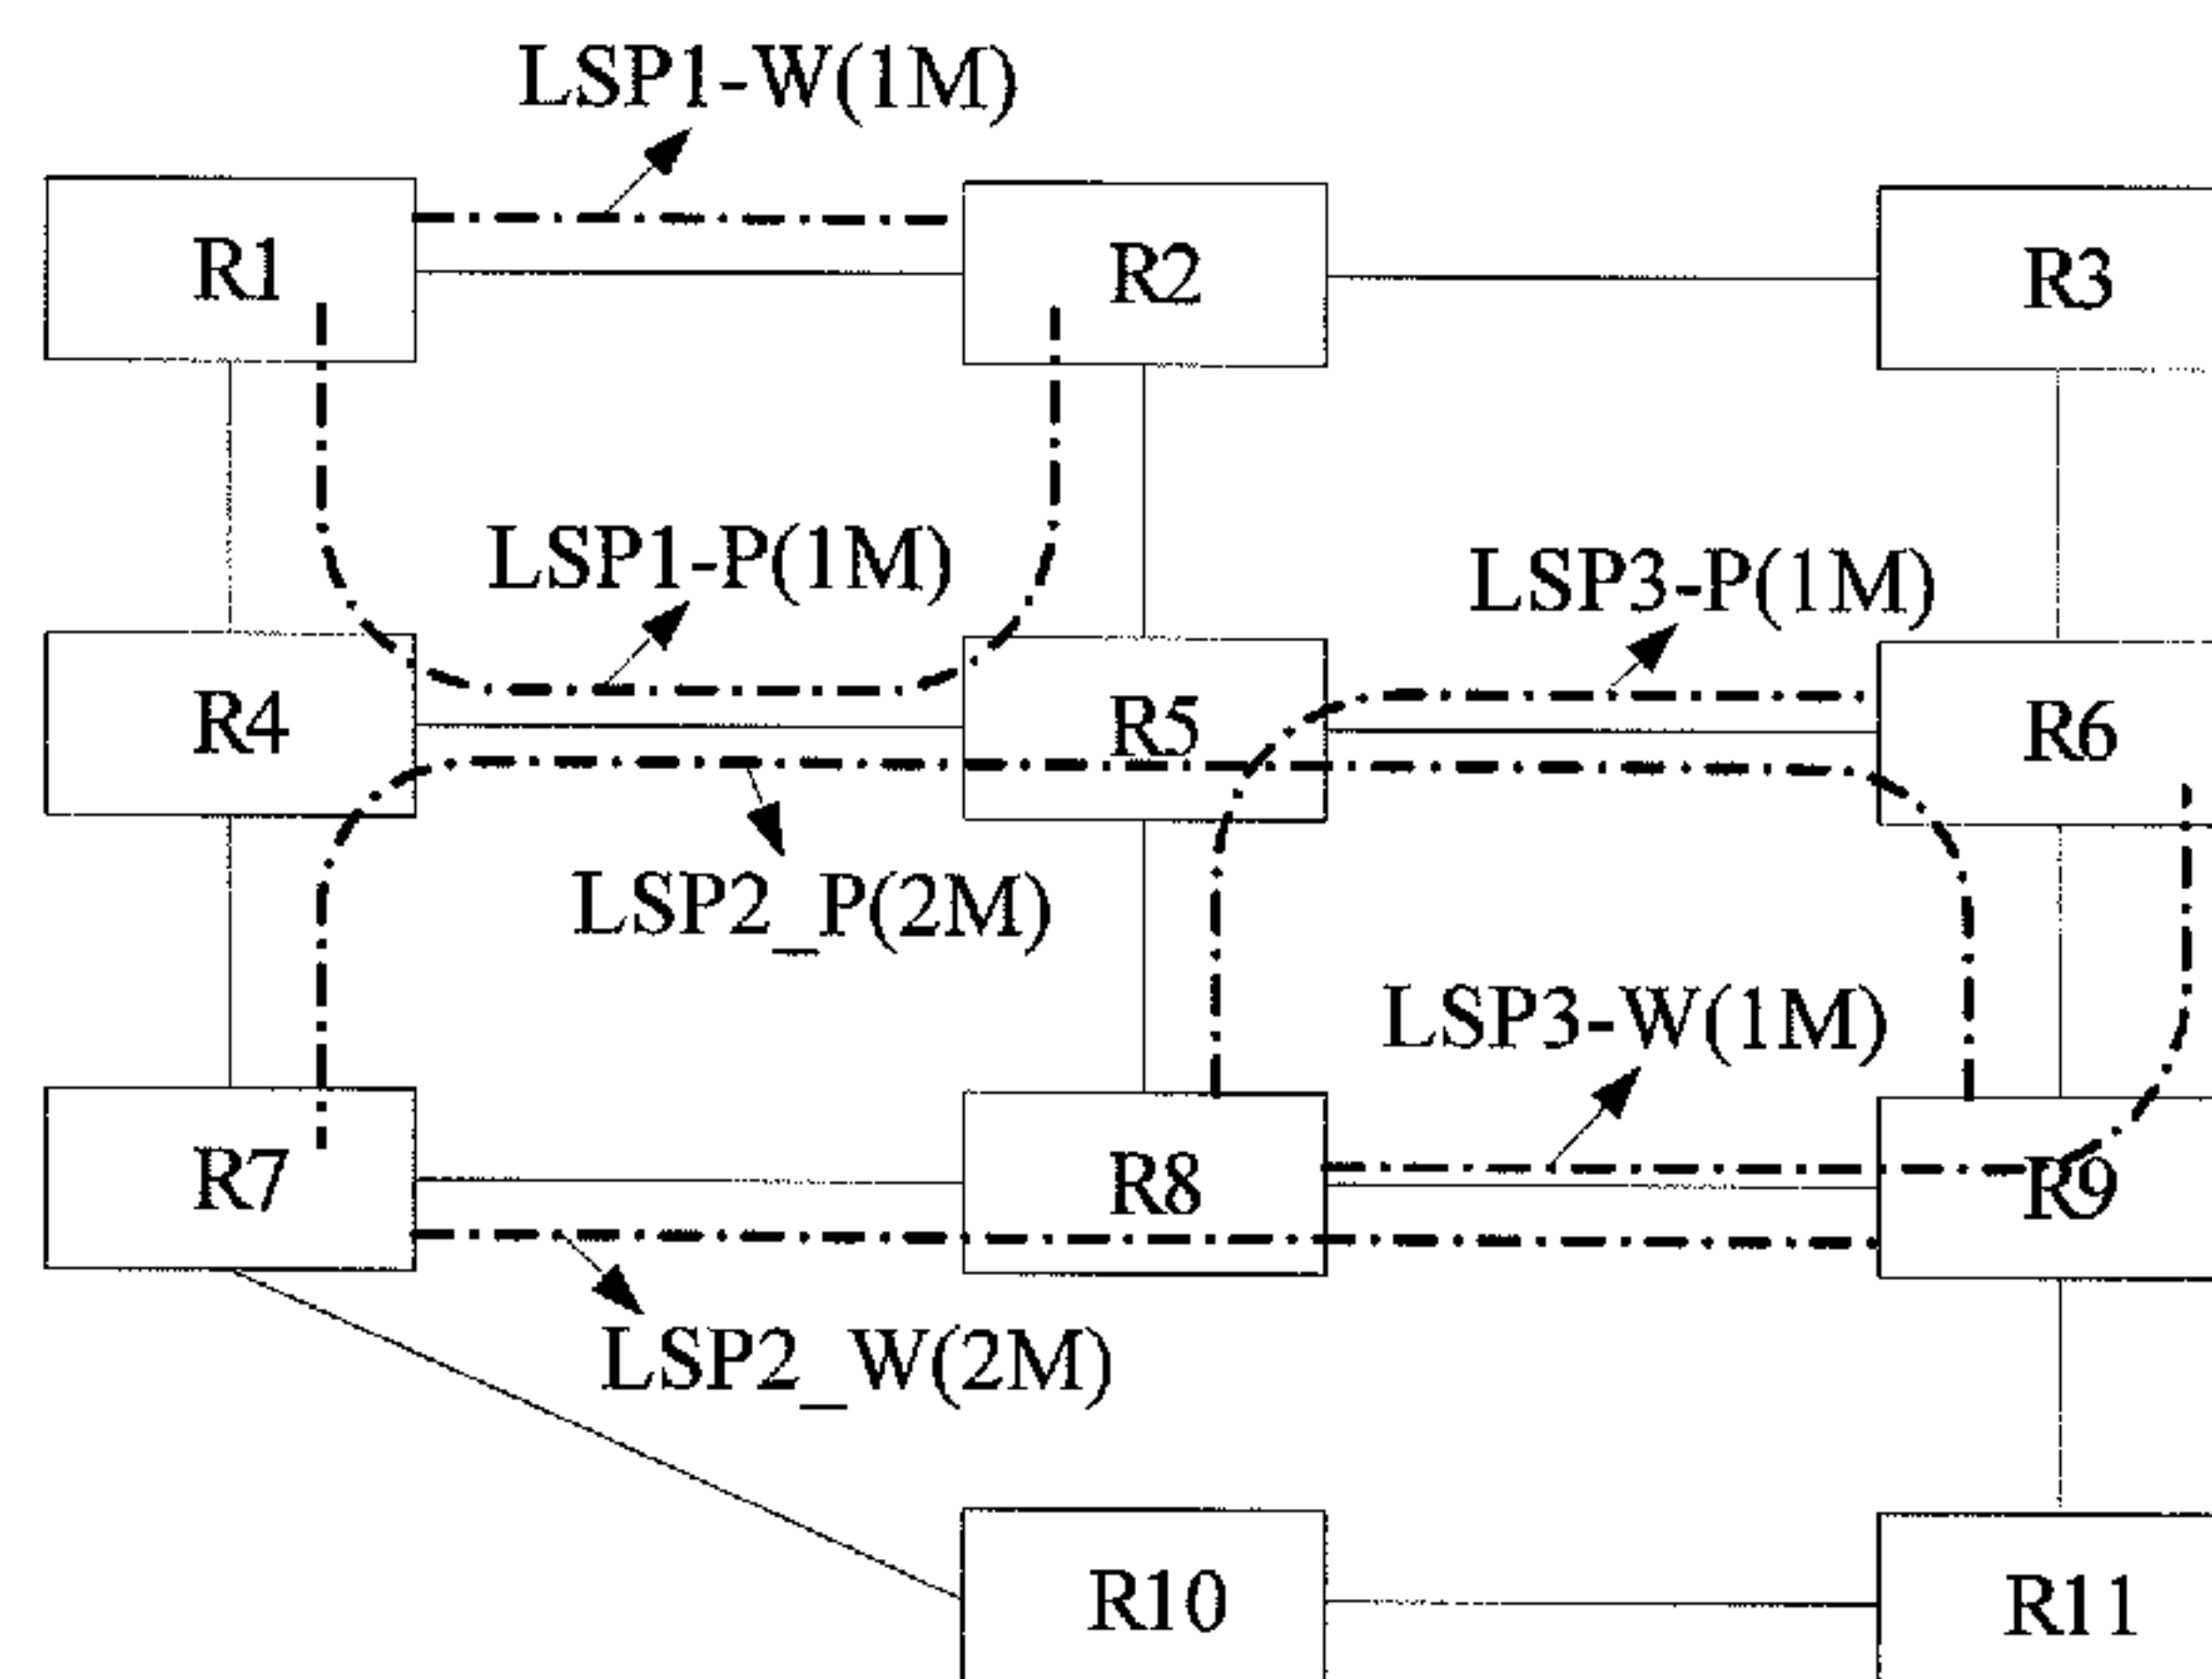 LSP1-W(1M)
R1
R2
R3
LSP1-P(1M)
LSP3-P(1M)
R4
R5
R6
LSP2_P(2M)
LSP3-W(1M)
R7
R8
R9
LSP2_W(2M)
R10
R11